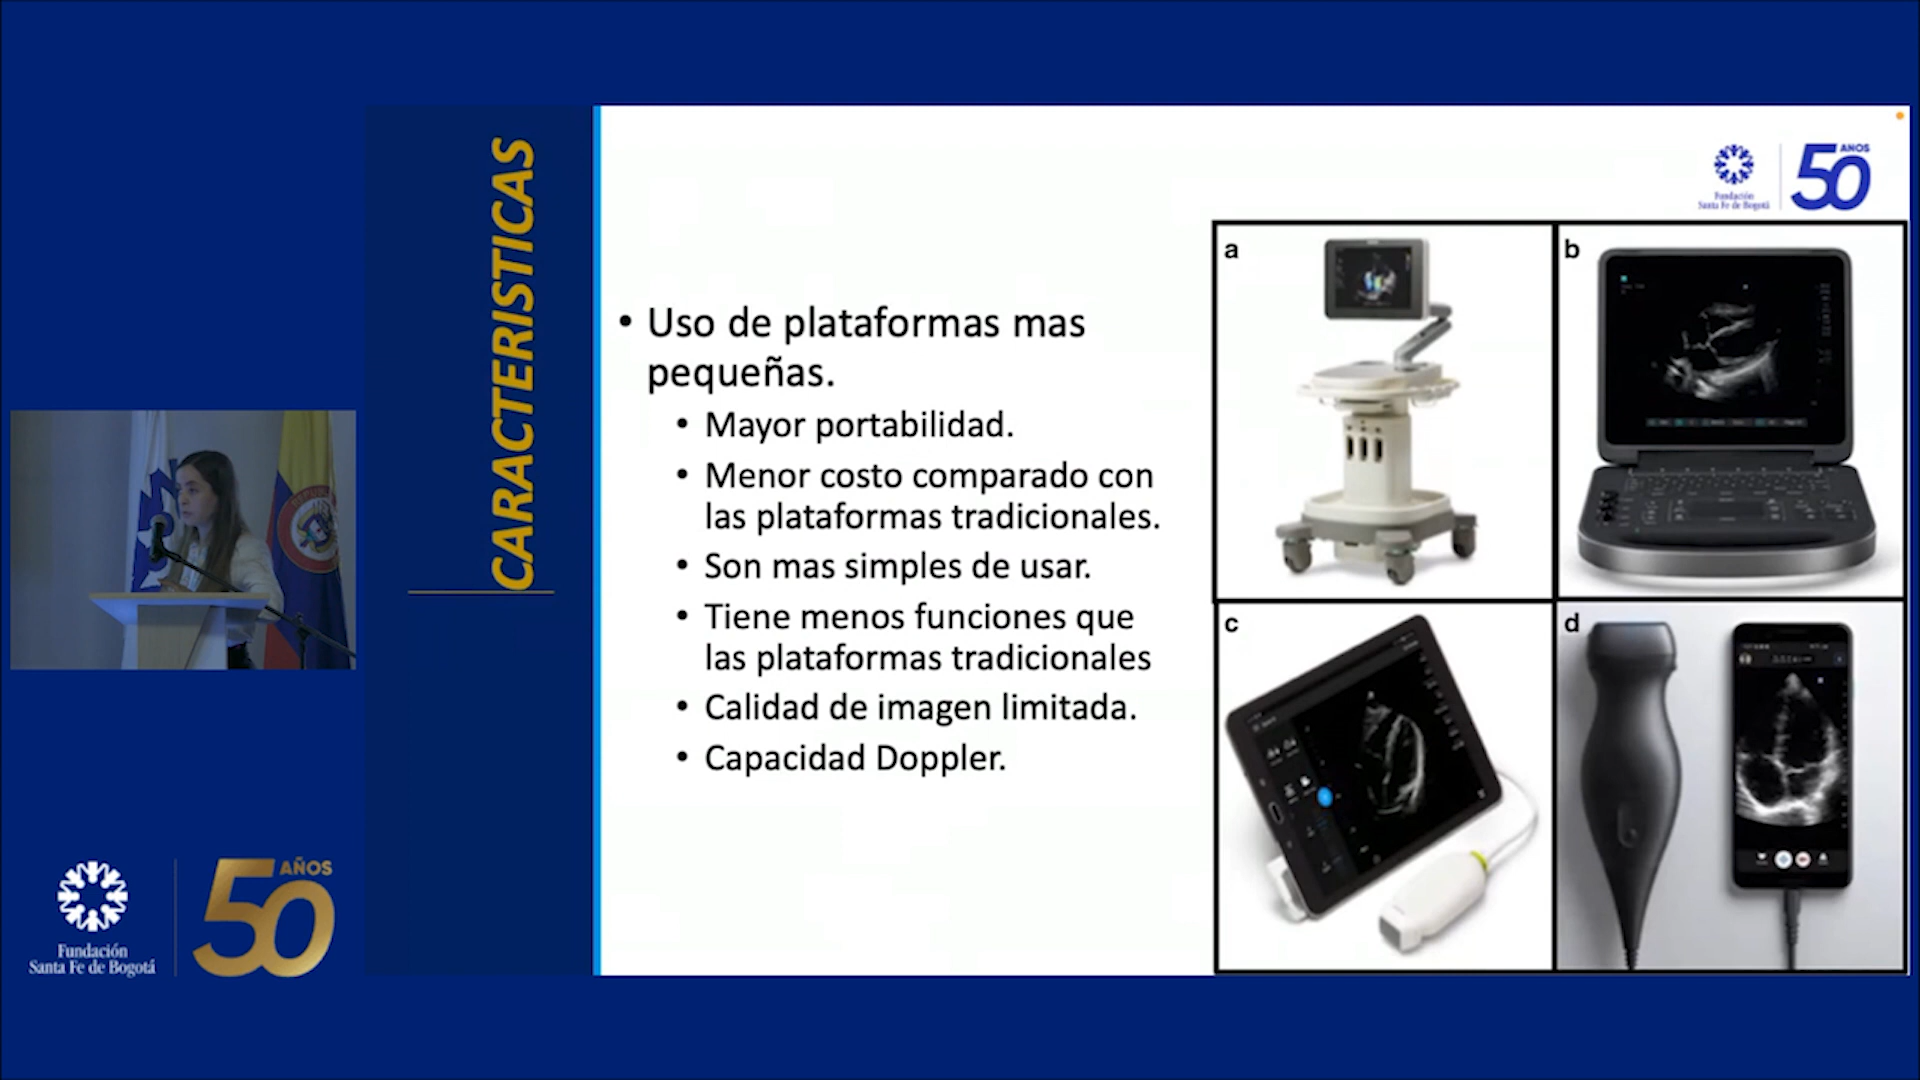 CARACTERISTICAS
• Uso de plataformas mas
pequeñas.
• Mayor portabilidad.
• Menor costo comparado con
las plataformas tradicionales.
• Son mas simples de usar.
• Tiene menos funciones que
las plataformas tradicionales
• Calidad de imagen limitada.
• Capacidad Doppler.
Fundación
Santa Fe de Bogotá
50
AÑOS
a
b
c
d
Fundación
Santa Fe de Bogotá
50
AÑOS